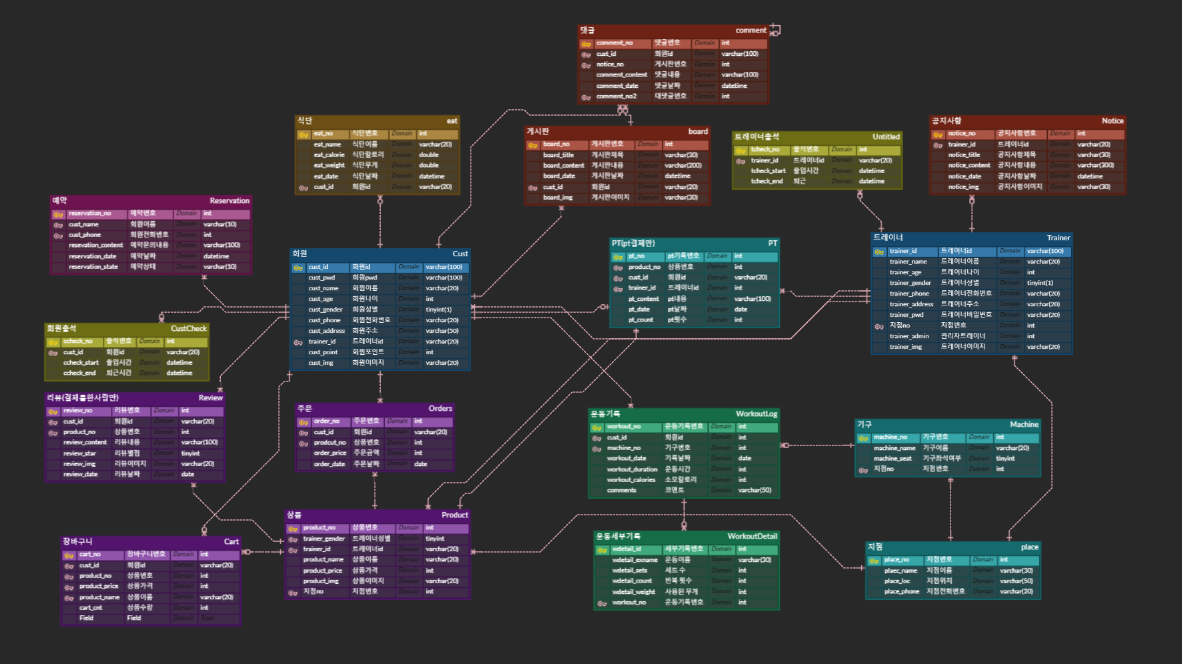 댓글 comment
comment_no 댓글번호 Domain int
cust_id 회원id Domain varchar(100)
notice_no 게시판번호 Domain int
comment_content 댓글내용 Domain varchar(100)
comment_date 댓글날짜 Domain datetime
comment_no2 대댓글번호 Domain int
식단 eat
eat_no 식단번호 Domain int
eat_name 식단이름 Domain varchar(20)
eat_calorie 식단칼로리 Domain double
eat_weight 식단무게 Domain double
eat_date 식단날짜 Domain datetime
cust_id 회원id Domain varchar(20)
게시판 board
board_no 게시판번호 Domain int
board_title 게시판제목 Domain varchar(30)
board_content 게시판내용 Domain varchar(200)
board_date 게시판날짜 Domain datetime
cust_id 회원id Domain varchar(20)
board_img 게시판이미지 Domain varchar(30)
트레이너출석 Untitled
tcheck_no 출석번호 Domain int
trainer_id 트레이너id Domain varchar(20)
tcheck_start 출입시간 Domain datetime
tcheck_end 퇴근 Domain datetime
공지사항 Notice
notice_no 공지사항번호 Domain int
trainer_id 트레이너id Domain varchar(20)
notice_title 공지사항제목 Domain varchar(30)
notice_content 공지사항내용 Domain varchar(300)
notice_date 공지사항날짜 Domain datetime
notice_img 공지사항이미지 Domain varchar(30)
예약 Reservation
reservation_no 예약번호 Domain int
cust_name 회원이름 Domain varchar(10)
cust_phone 회원전화번호 Domain int
reservation_content 예약문의내용 Domain varchar(100)
reservation_date 예약날짜 Domain datetime
reservation_state 예약상태 Domain varchar(10)
회원 Cust
cust_id 회원id Domain varchar(100)
cust_pwd 회원pwd Domain varchar(100)
cust_name 회원이름 Domain varchar(20)
cust_age 회원나이 Domain int
cust_gender 회원성별 Domain tinyint(1)
cust_phone 회원전화번호 Domain varchar(20)
cust_address 회원주소 Domain varchar(30)
trainer_id 트레이너id Domain varchar(20)
cust_point 회원포인트 Domain int
cust_img 회원이미지 Domain varchar(20)
PT(pt결제만) PT
pt_no pt기록번호 Domain int
product_no 상품번호 Domain int
cust_id 회원id Domain varchar(20)
trainer_id 트레이너id Domain int
pt_content pt내용 Domain varchar(100)
pt_date pt날짜 Domain date
pt_count pt횟수 Domain int
트레이너 Trainer
trainer_id 트레이너id Domain varchar(100)
trainer_name 트레이너이름 Domain varchar(20)
trainer_age 트레이너나이 Domain int
trainer_gender 트레이너성별 Domain tinyint(1)
trainer_phone 트레이너전화번호 Domain varchar(20)
trainer_address 트레이너주소 Domain varchar(20)
trainer_pwd 트레이너비밀번호 Domain varchar(20)
지점no 지점번호 Domain int
trainer_admin 관리자트레이너 Domain int
trainer_img 트레이너이미지 Domain varchar(20)
회원출석 CustCheck
ccheck_no 출석번호 Domain int
cust_id 회원id Domain varchar(20)
ccheck_start 출입시간 Domain datetime
ccheck_end 퇴근시간 Domain datetime
리뷰(결제를한사람만) Review
review_no 리뷰번호 Domain int
cust_id 회원id Domain varchar(20)
product_no 상품번호 Domain int
review_content 리뷰내용 Domain varchar(100)
review_star 리뷰별점 Domain tinyint
review_img 리뷰이미지 Domain varchar(20)
review_date 리뷰날짜 Domain date
주문 Orders
order_no 주문번호 Domain int
cust_id 회원id Domain varchar(20)
prodcut_no 상품번호 Domain int
order_price 주문금액 Domain int
order_date 주문날짜 Domain date
운동기록 WorkoutLog
workout_no 운동기록번호 Domain int
cust_id 회원id Domain int
machine_no 기구번호 Domain int
workout_date 기록날짜 Domain date
workout_duration 운동시간 Domain int
workout_calories 소모칼로리 Domain int
comments 코멘트 Domain varchar(50)
기구 Machine
machine_no 기구번호 Domain int
machine_name 기구이름 Domain varchar(20)
machine_seat 기구좌석여부 Domain tinyint
지점no 지점번호 Domain int
상품 Product
product_no 상품번호 Domain int
trainer_gender 트레이너성별 Domain tinyint
trainer_id 트레이너id Domain varchar(20)
product_name 상품이름 Domain varchar(20)
product_price 상품가격 Domain int
product_img 상품이미지 Domain varchar(20)
지점no 지점번호 Domain int
장바구니 Cart
cart_no 장바구니번호 Domain int
cust_id 회원id Domain varchar(20)
product_no 상품번호 Domain int
product_price 상품가격 Domain int
product_name 상품이름 Domain varchar(20)
cart_cnt 상품수량 Domain int
Field Field Domain Type
운동세부기록 WorkoutDetail
wdetail_id 세부기록번호 Domain int
wdetail_exname 운동이름 Domain varchar(30)
wdetail_sets 세트수 Domain int
wdetail_count 반복 횟수 Domain int
wdetail_weight 사용된 무게 Domain int
workout_no 운동기록번호 Domain int
지점 place
place_no 지점번호 Domain int
plaec_name 지점이름 Domain varchar(30)
place_loc 지점위치 Domain varchar(50)
place_phone 지점전화번호 Domain varchar(20)